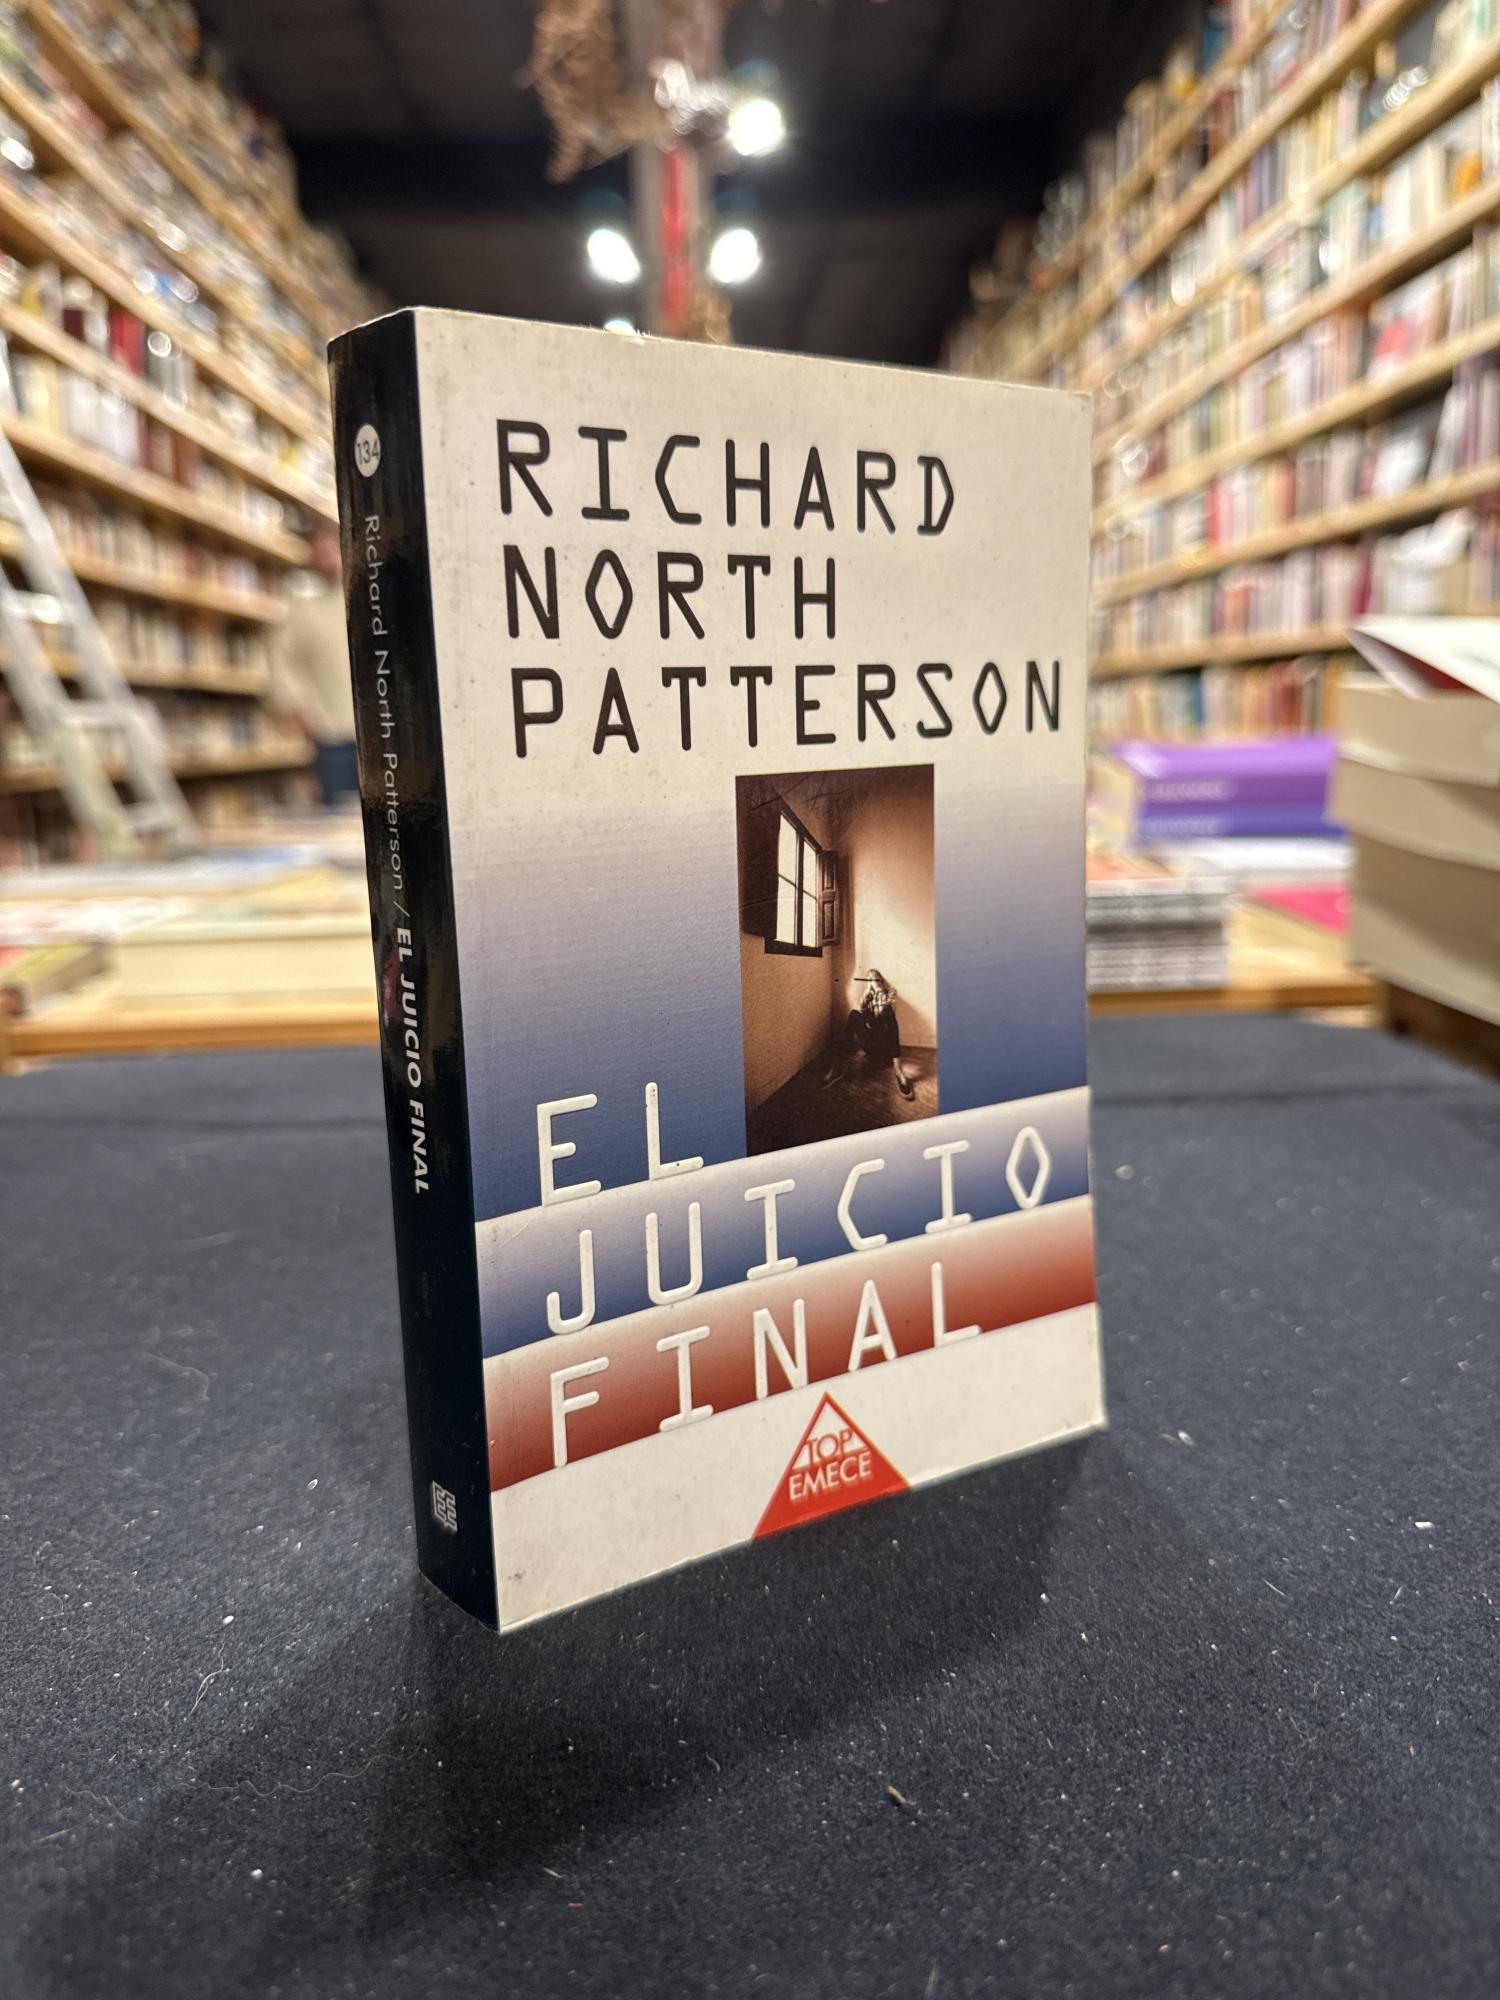 134
Richard North Patterson / EL JUICIO FINAL
RICHARD
NORTH
PATTERSON
EL
JUICIO
FINAL
TOP
EMECE